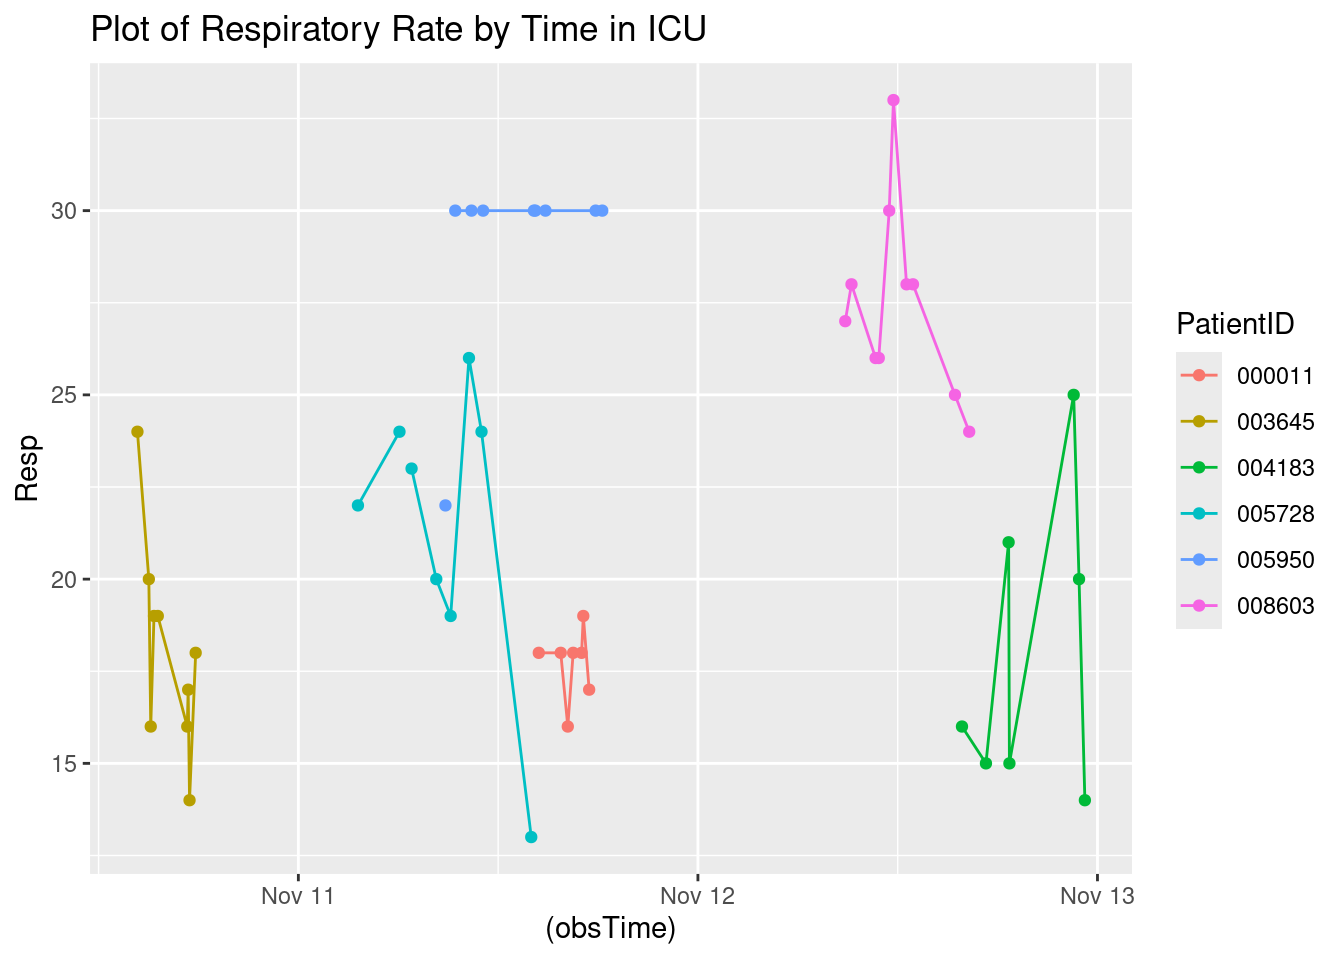 Plot of Respiratory Rate by Time in ICU
30
25
20
15
Resp
Nov 11
Nov 12
Nov 13
(obsTime)
PatientID
000011
003645
004183
005728
005950
008603